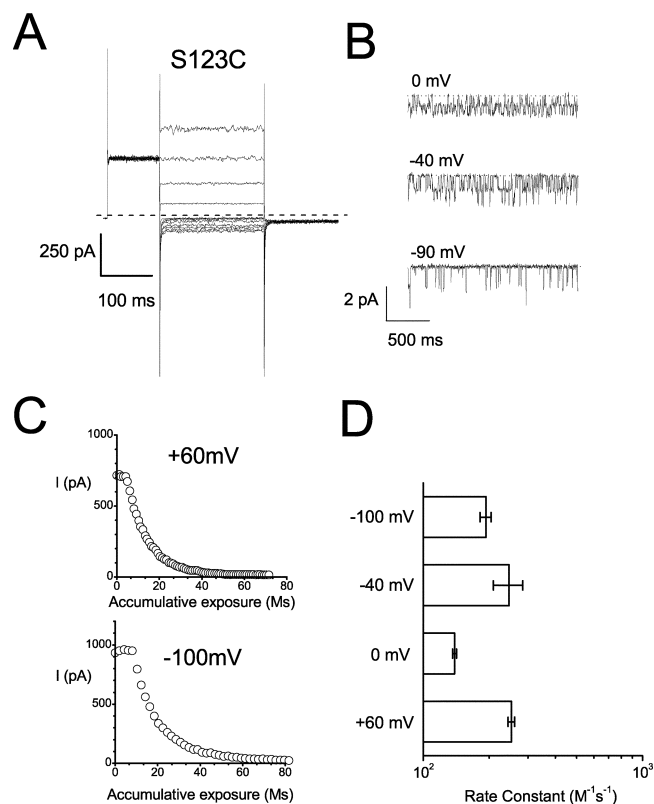 A
S123C
250 pA
100 ms
B
0 mV
-40 mV
-90 mV
2 pA
500 ms
C
+60mV
I (pA)
1000
500
0
0 20 40 60 80
Accumulative exposure (Ms)
-100mV
I (pA)
1000
500
0
0 20 40 60 80
Accumulative exposure (Ms)
D
-100 mV
-40 mV
0 mV
+60 mV
10² 10³
Rate Constant (M⁻¹s⁻¹)